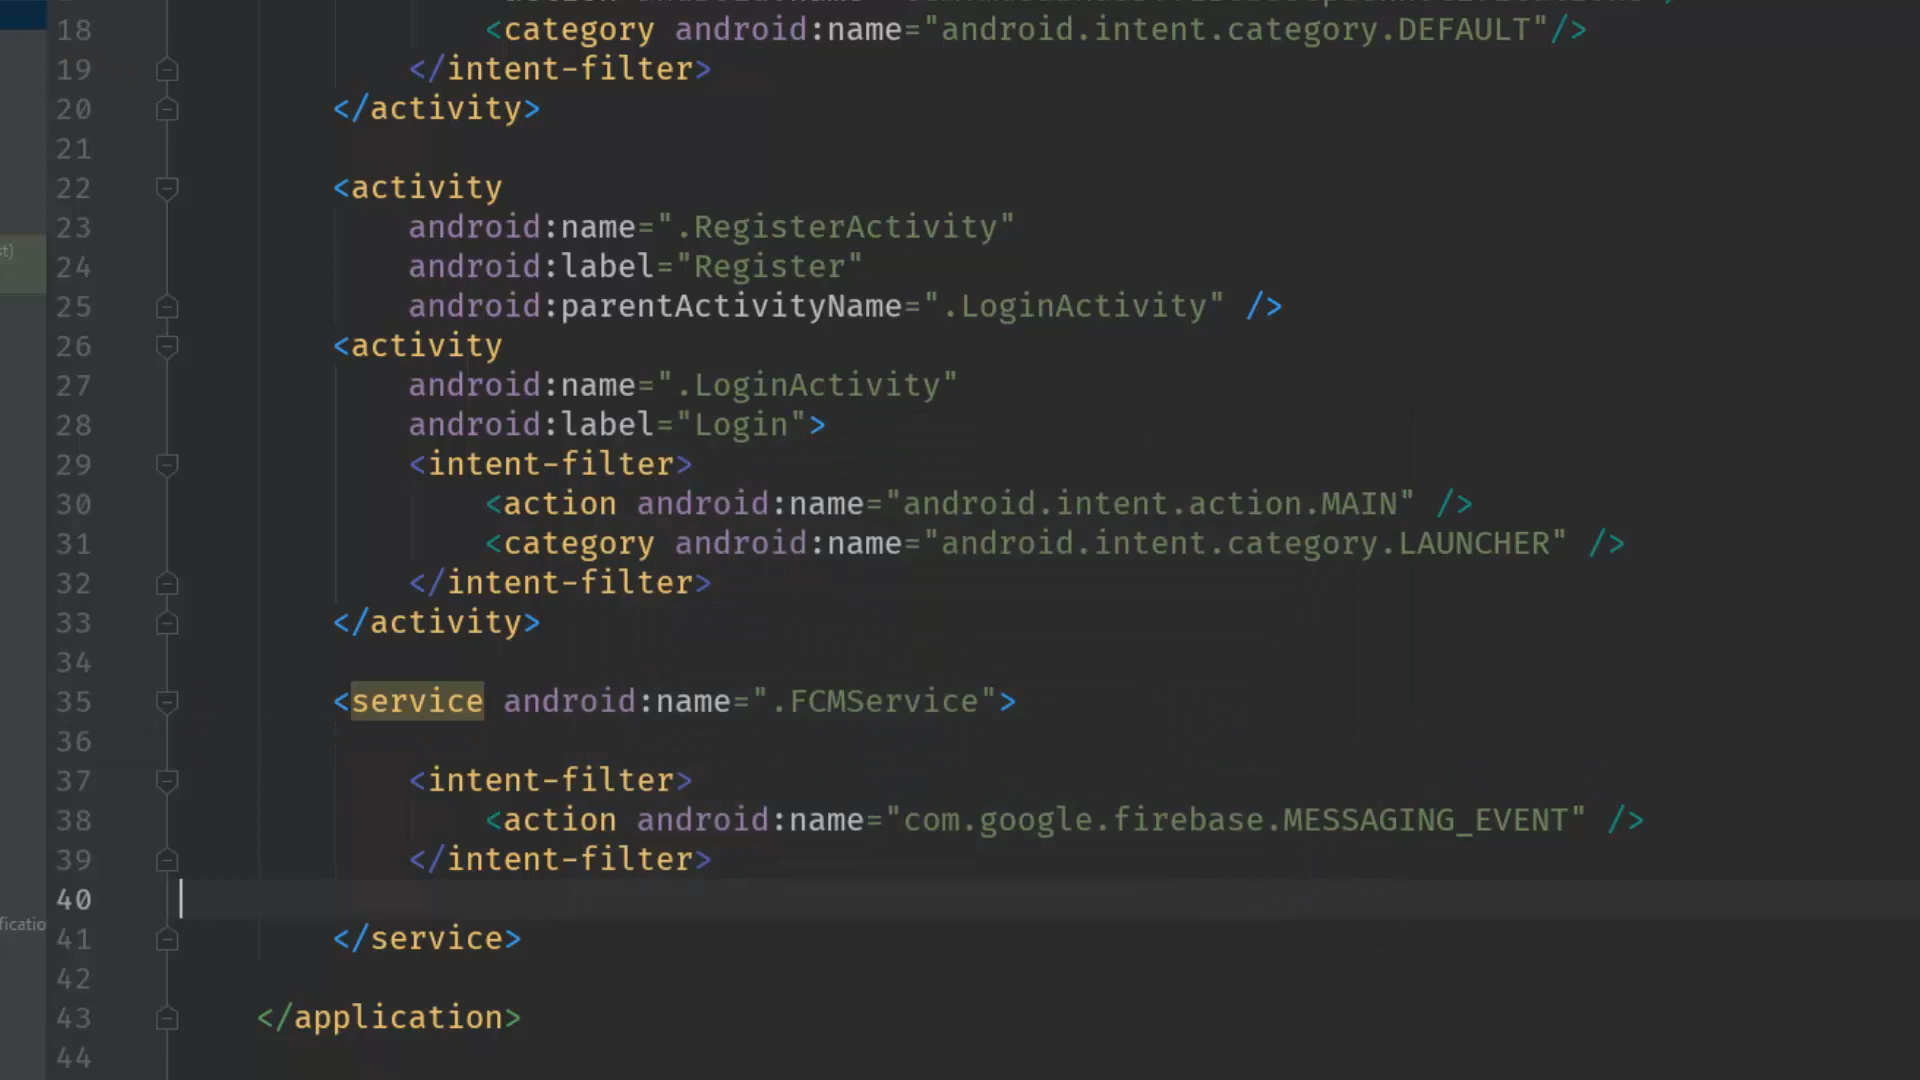 18 <category android:name="android.intent.category.DEFAULT"/>
19 </intent-filter>
20 </activity>
21
22 <activity
23 android:name=".RegisterActivity"
24 android:label="Register"
25 android:parentActivityName=".LoginActivity" />
26 <activity
27 android:name=".LoginActivity"
28 android:label="Login">
29 <intent-filter>
30 <action android:name="android.intent.action.MAIN" />
31 <category android:name="android.intent.category.LAUNCHER" />
32 </intent-filter>
33 </activity>
34
35 <service android:name=".FCMService">
36
37 <intent-filter>
38 <action android:name="com.google.firebase.MESSAGING_EVENT" />
39 </intent-filter>
40
41 </service>
42
43 </application>
44